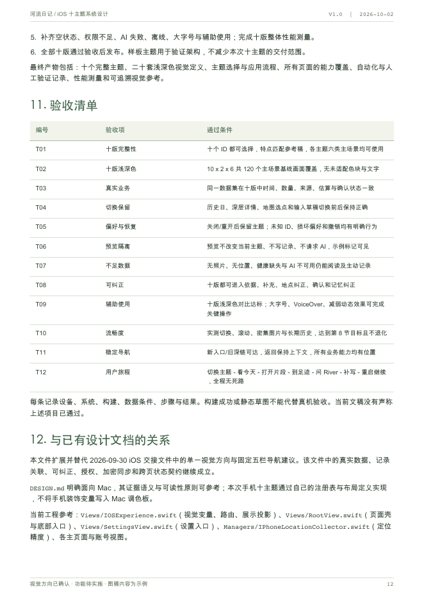 河流日记 / iOS 十主题系统设计
V1.0 | 2026-10-02
5. 补齐空状态、权限不足、AI 失败、离线、大字号与辅助使用；完成十版整体性能测量。
6. 全部十版通过验收后发布。样板主题用于验证架构，不减少本次十主题的交付范围。
最终产物包括：十个完整主题、二十套浅深色视觉定义、主题选择与应用流程、所有页面的能力覆盖、自动化与人
工验证记录、性能测量和可追溯视觉参考。
11. 验收清单
编号 验收项 通过条件
T01 十版完整性 十个 ID 都可选择，特点匹配参考稿，各主题六类主场景均可使用
T02 十版浅深色 10 x 2 x 6 共 120 个主场景基线画面覆盖，无未适配色块与文字
T03 真实业务 同一数据集在十版中时间、数量、来源、估算与确认状态一致
T04 切换保留 历史日、深层详情、地图选点和输入草稿切换前后保持正确
T05 偏好与恢复 关闭/重开后保留主题；未知 ID、损坏偏好和撤销均有明确行为
T06 预览隔离 预览不改变当前主题、不写记录、不请求 AI，示例标记可见
T07 不足数据 无照片、无位置、健康缺失与 AI 不可用仍能阅读及主动记录
T08 可纠正 十版都可进入依据、补充、地点纠正、确认和记忆纠正
T09 辅助使用 十版浅深色对比达标；大字号、VoiceOver、减弱动态效果可完成
关键操作
T10 流畅度 实测切换、滚动、密集图片与长期历史，达到第 8 节目标且不退化
T11 稳定导航 新入口/旧深链可达，返回保持上下文，所有业务能力均有位置
T12 用户旅程 切换主题 - 看今天 - 打开片段 - 到足迹 - 问 River - 补写 - 重启继续
，全程无死路
每条记录设备、系统、构建、数据条件、步骤与结果。构建成功或静态草图不能代替真机验收。当前文稿没有声称
上述项目已通过。
12. 与已有设计文档的关系
本文件扩展并替代 2026-09-30 iOS 交接文件中的单一视觉方向与固定五栏导航建议。该文件中的真实数据、记录
关联、可纠正、授权、加密同步和跨页状态契约继续成立。
DESIGN.md 明确面向 Mac，其证据语义与可读性原则可参考；本次手机十主题通过自己的注册表与布局定义实现
，不将手机装饰变量写入 Mac 调色板。
当前工程参考：Views/IOSExperience.swift（视觉变量、路由、展示投影）、Views/RootView.swift（页面壳
与底部入口）、Views/SettingsView.swift（设置入口）、Managers/IPhoneLocationCollector.swift（定位
精度）、各主页面与账号视图。
视觉方向已确认 · 功能待实施 · 图稿内容为示例
12